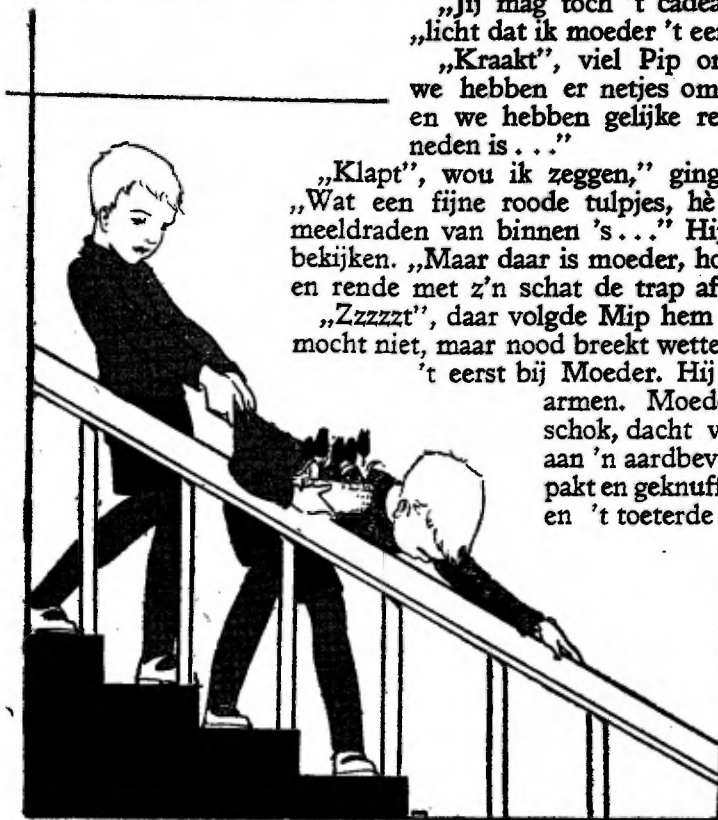 „Jij mag toch 't cadea
„licht dat ik moeder 't eer
„Kraakt”, viel Pip or
we hebben er netjes om
en we hebben gelijke re
neden is . . .”
„Klapt”, wou ik zeggen,” ging
„Wat een fijne roode tulpjes, hè
meeldraden van binnen 's . . .” Hij
bekijken. „Maar daar is moeder, ho
en rende met z'n schat de trap af
„Zzzzzt”, daar volgde Mip hem
mocht niet, maar nood breekt wette
't eerst bij Moeder. Hij
armen. Moed
schok, dacht v
aan 'n aardbev
pakt en geknuff
en 't toeterde